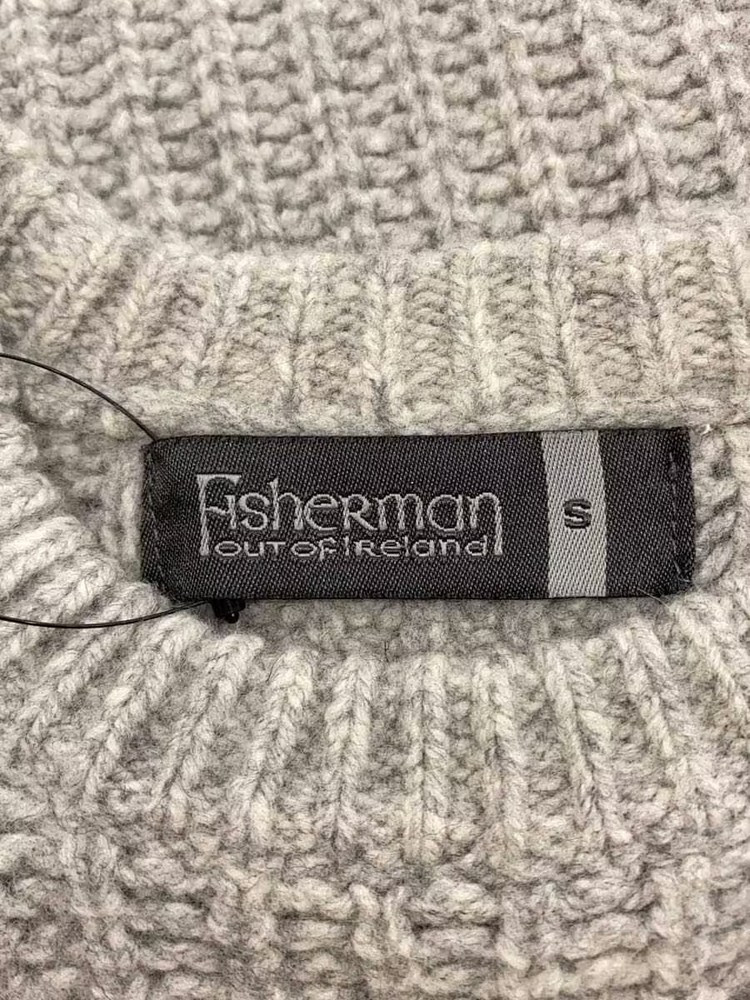 Fisherman
OUT OF IRELAND
S